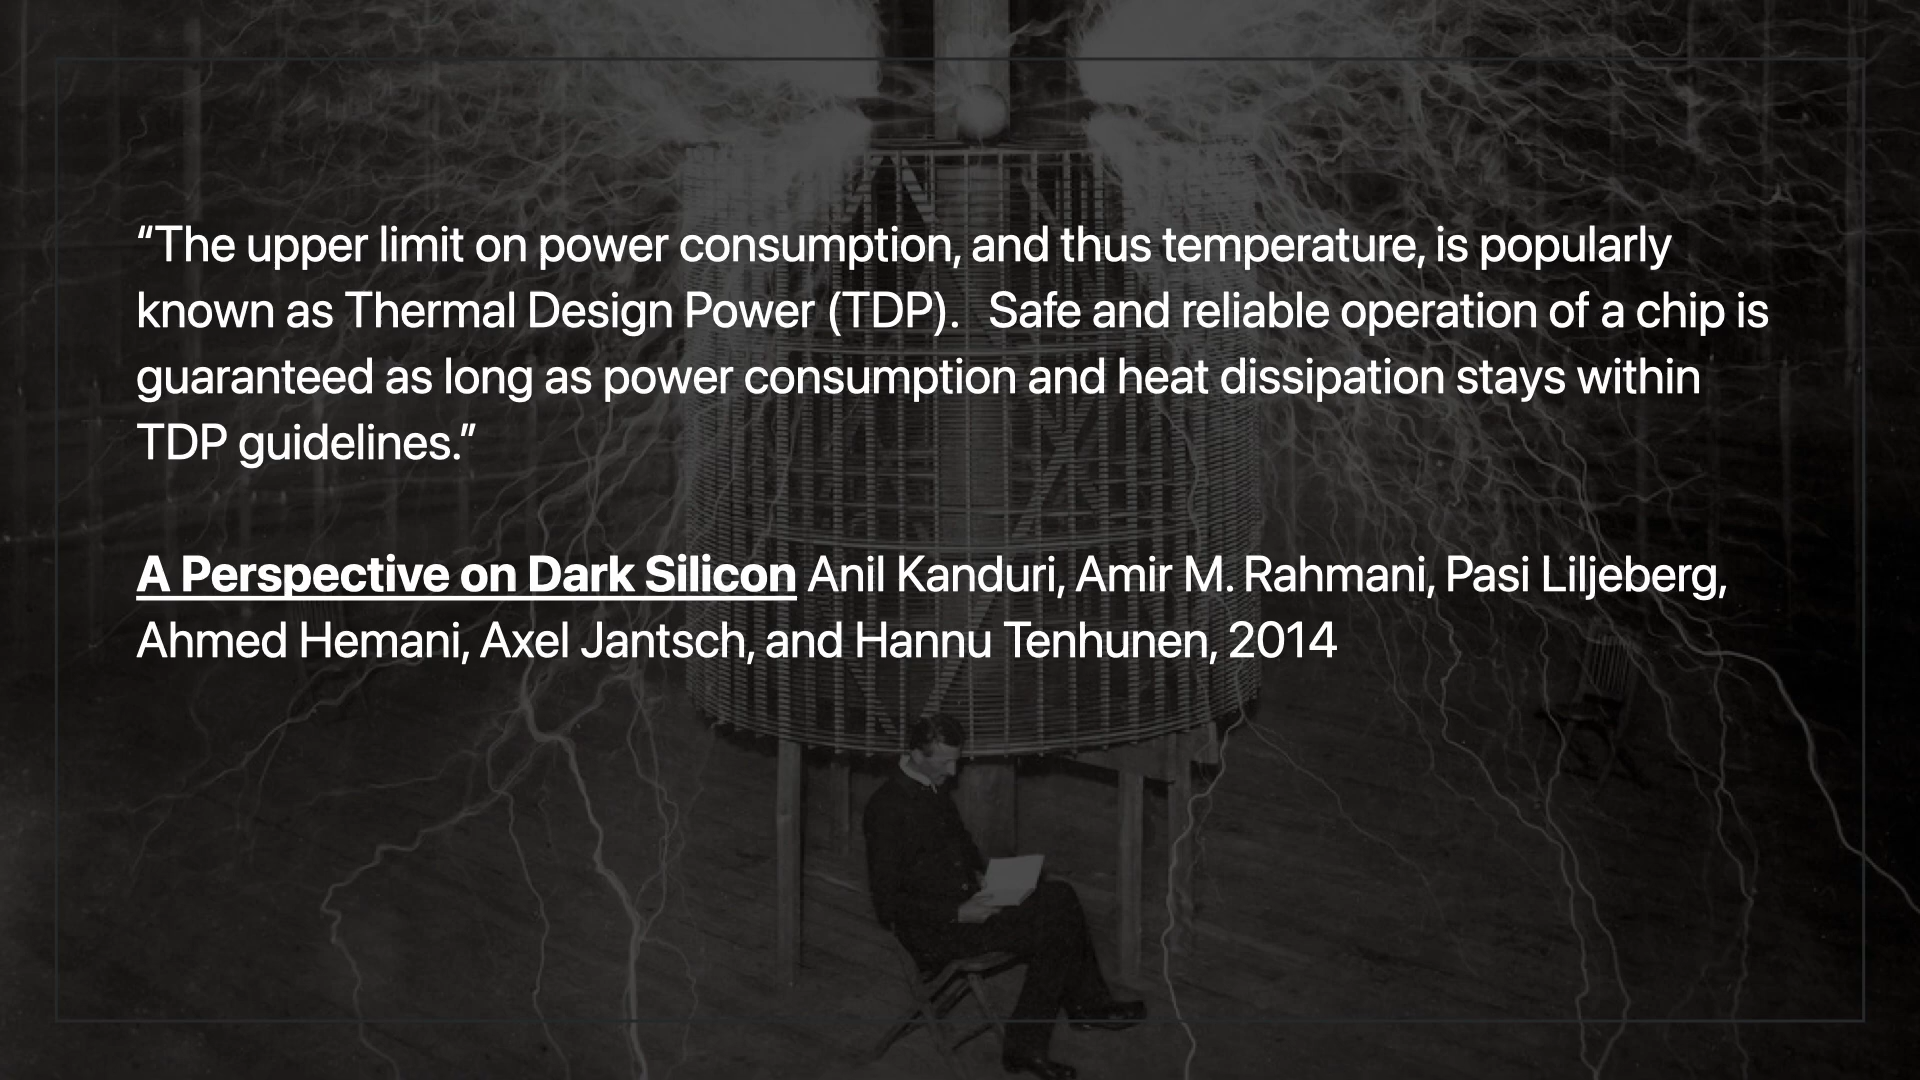 “The upper limit on power consumption, and thus temperature, is popularly
known as Thermal Design Power (TDP).   Safe and reliable operation of a chip is
guaranteed as long as power consumption and heat dissipation stays within
TDP guidelines.”
A Perspective on Dark Silicon Anil Kanduri, Amir M. Rahmani, Pasi Liljeberg,
Ahmed Hemani, Axel Jantsch, and Hannu Tenhunen, 2014